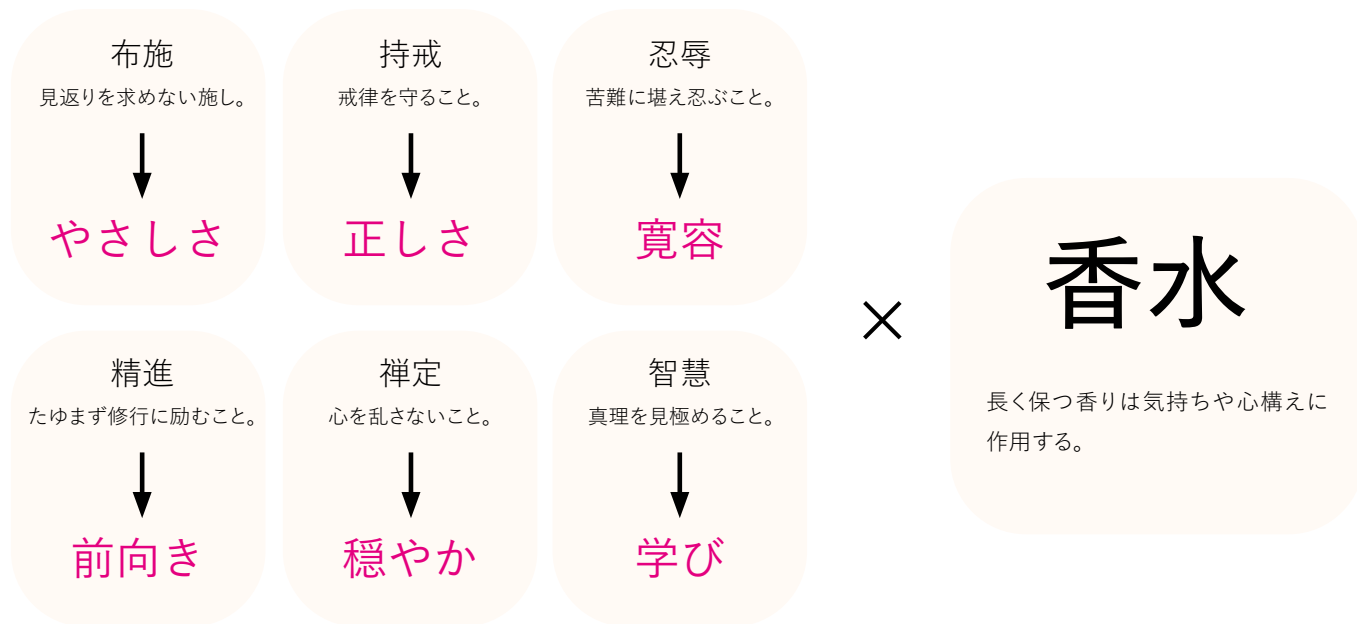 布施
見返りを求めない施し。
やさしさ
持戒
戒律を守ること。
正しさ
忍辱
苦難に堪え忍ぶこと。
寛容
精進
たゆまず修行に励むこと。
前向き
禅定
心を乱さないこと。
穏やか
智慧
真理を見極めること。
学び
×
香水
長く保つ香りは気持ちや心構えに
作用する。